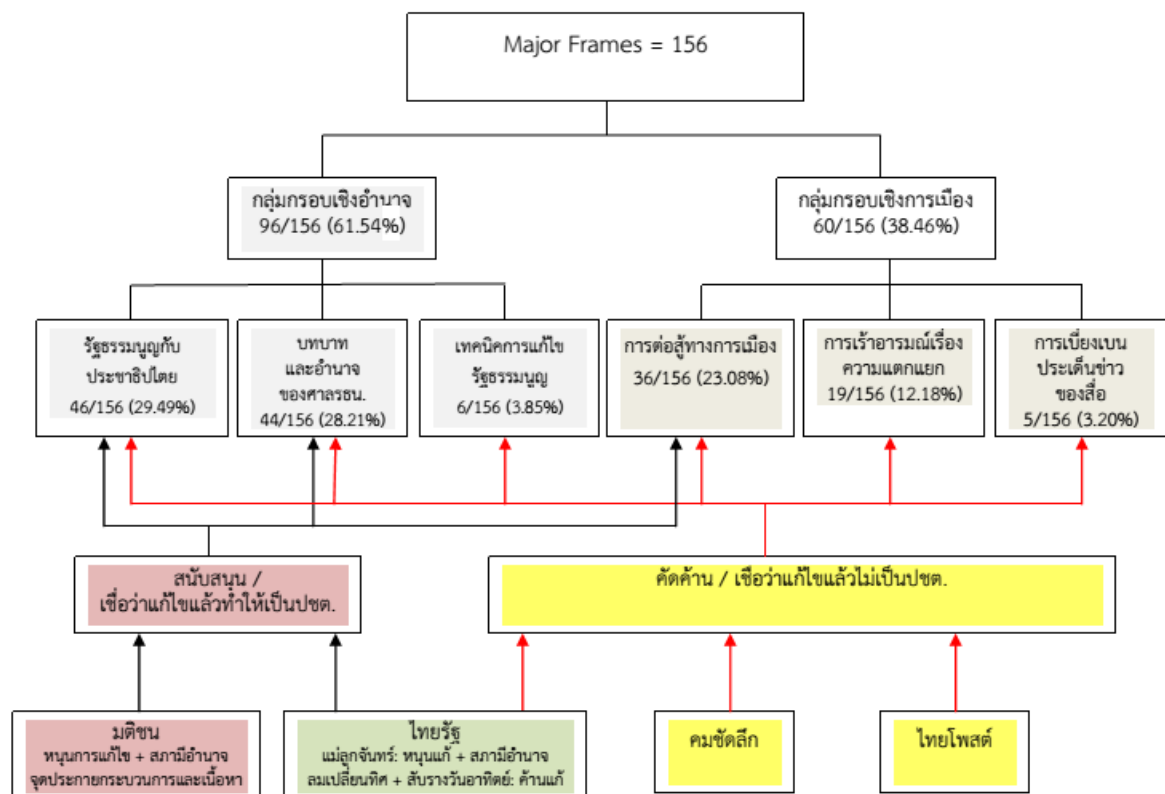 Major Frames = 156
กลุ่มกรอบเชิงอำนาจ
96/156 (61.54%)
กลุ่มกรอบเชิงการเมือง
60/156 (38.46%)
รัฐธรรมนูญกับ
ประชาธิปไตย
46/156 (29.49%)
บทบาท
และอำนาจ
ของศาลรธน.
44/156 (28.21%)
เทคนิคการแก้ไข
รัฐธรรมนูญ
6/156 (3.85%)
การต่อสู้ทางการเมือง
36/156 (23.08%)
การเร้าอารมณ์เรื่อง
ความแตกแยก
19/156 (12.18%)
การเบี่ยงเบน
ประเด็นข่าว
ของสื่อ
5/156 (3.20%)
สนับสนุน /
เชื่อว่าแก้ไขแล้วทำให้เป็นปชต.
คัดค้าน / เชื่อว่าแก้ไขแล้วไม่เป็นปชต.
มติชน
หนุนการแก้ไข + สภามีอำนาจ
จุดประกายกระบวนการและเนื้อหา
ไทยรัฐ
แม่ลูกจันทร์: หนุนแก้ + สภามีอำนาจ
ลมเปลี่ยนทิศ + สับรางวันอาทิตย์: ค้านแก้
คมชัดลึก
ไทยโพสต์